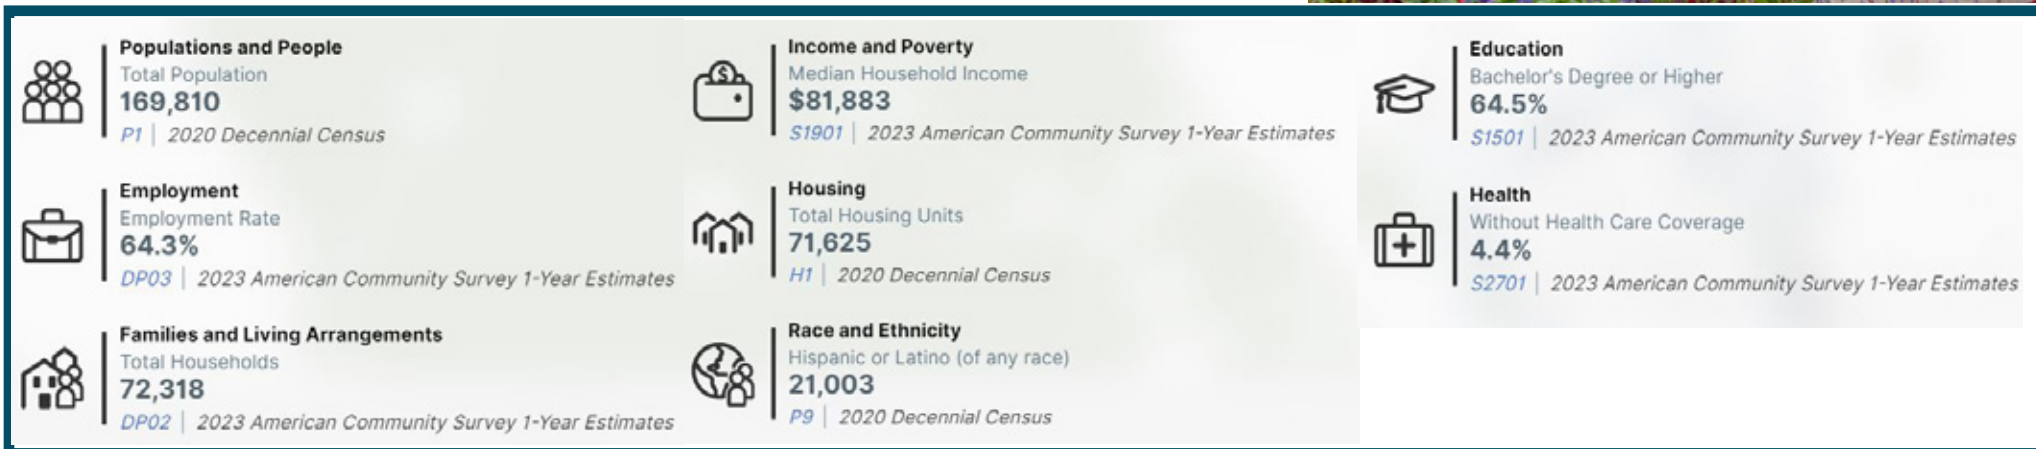 Populations and People
Total Population
169,810
P1 | 2020 Decennial Census
Employment
Employment Rate
64.3%
DP03 | 2023 American Community Survey 1-Year Estimates
Families and Living Arrangements
Total Households
72,318
DP02 | 2023 American Community Survey 1-Year Estimates
Income and Poverty
Median Household Income
$81,883
S1901 | 2023 American Community Survey 1-Year Estimates
Housing
Total Housing Units
71,625
H1 | 2020 Decennial Census
Race and Ethnicity
Hispanic or Latino (of any race)
21,003
P9 | 2020 Decennial Census
Education
Bachelor's Degree or Higher
64.5%
S1501 | 2023 American Community Survey 1-Year Estimates
Health
Without Health Care Coverage
4.4%
S2701 | 2023 American Community Survey 1-Year Estimates